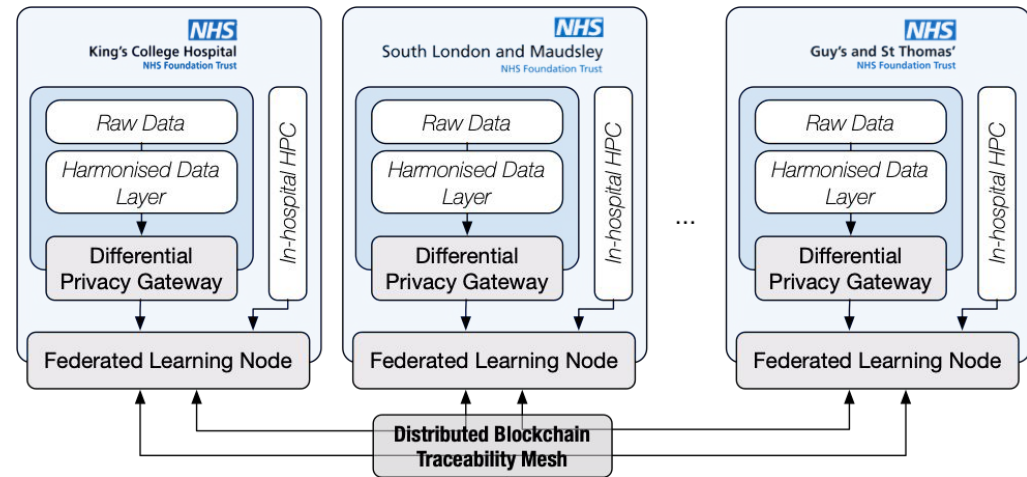 NHS
King's College Hospital
NHS Foundation Trust
Raw Data
Harmonised Data
Layer
Differential
Privacy Gateway
In-hospital HPC
Federated Learning Node
NHS
South London and Maudsley
NHS Foundation Trust
Raw Data
Harmonised Data
Layer
Differential
Privacy Gateway
In-hospital HPC
Federated Learning Node
...
NHS
Guy's and St Thomas'
NHS Foundation Trust
Raw Data
Harmonised Data
Layer
Differential
Privacy Gateway
In-hospital HPC
Federated Learning Node
Distributed Blockchain
Traceability Mesh